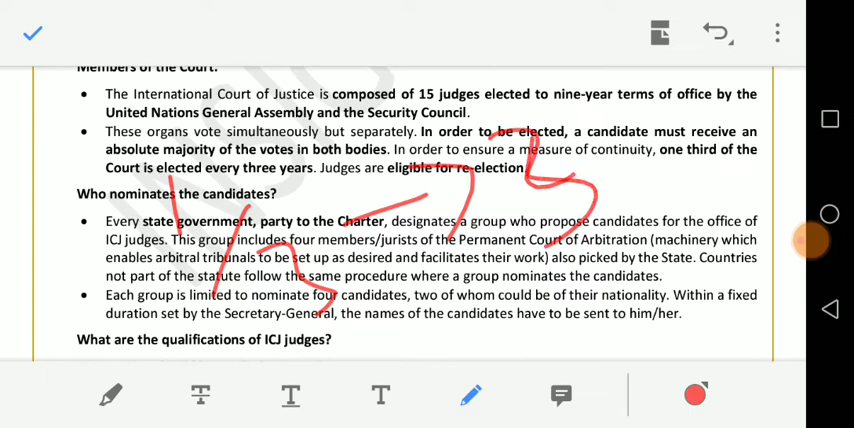 Members of the Court:
• The International Court of Justice is composed of 15 judges elected to nine-year terms of office by the
United Nations General Assembly and the Security Council.
• These organs vote simultaneously but separately. In order to be elected, a candidate must receive an
absolute majority of the votes in both bodies. In order to ensure a measure of continuity, one third of the
Court is elected every three years. Judges are eligible for re-election.
Who nominates the candidates?
• Every state government, party to the Charter, designates a group who propose candidates for the office of
ICJ judges. This group includes four members/jurists of the Permanent Court of Arbitration (machinery which
enables arbitral tribunals to be set up as desired and facilitates their work) also picked by the State. Countries
not part of the statute follow the same procedure where a group nominates the candidates.
• Each group is limited to nominate four candidates, two of whom could be of their nationality. Within a fixed
duration set by the Secretary-General, the names of the candidates have to be sent to him/her.
What are the qualifications of ICJ judges?